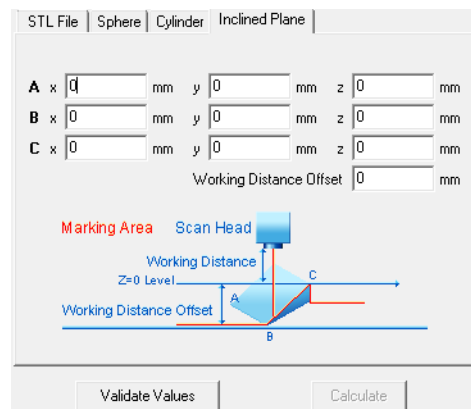 STL File Sphere Cylinder Inclined Plane
A x 0 mm y 0 mm z 0 mm
B x 0 mm y 0 mm z 0 mm
C x 0 mm y 0 mm z 0 mm
Working Distance Offset 0 mm
Marking Area Scan Head
Working Distance
Z=0 Level
C
A
Working Distance Offset
B
Validate Values Calculate